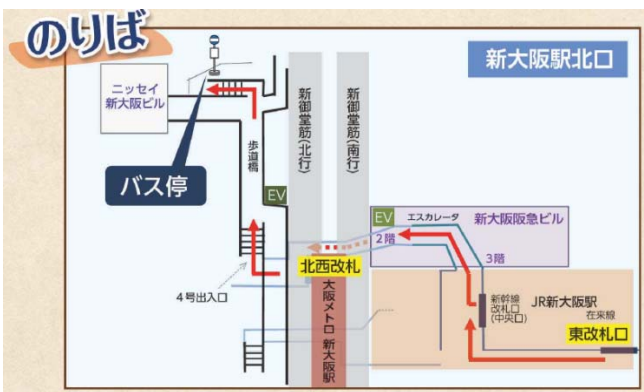 のりば
新大阪駅北口
ニッセイ
新大阪ビル
バス停
歩道橋
EV
新御堂筋(北行)
新御堂筋(南行)
EV
エスカレータ
新大阪阪急ビル
2階
3階
北西改札
4号出入口
大阪メトロ 新大阪駅
新幹線
改札口
(中央口)
JR新大阪駅
在来線
東改札口